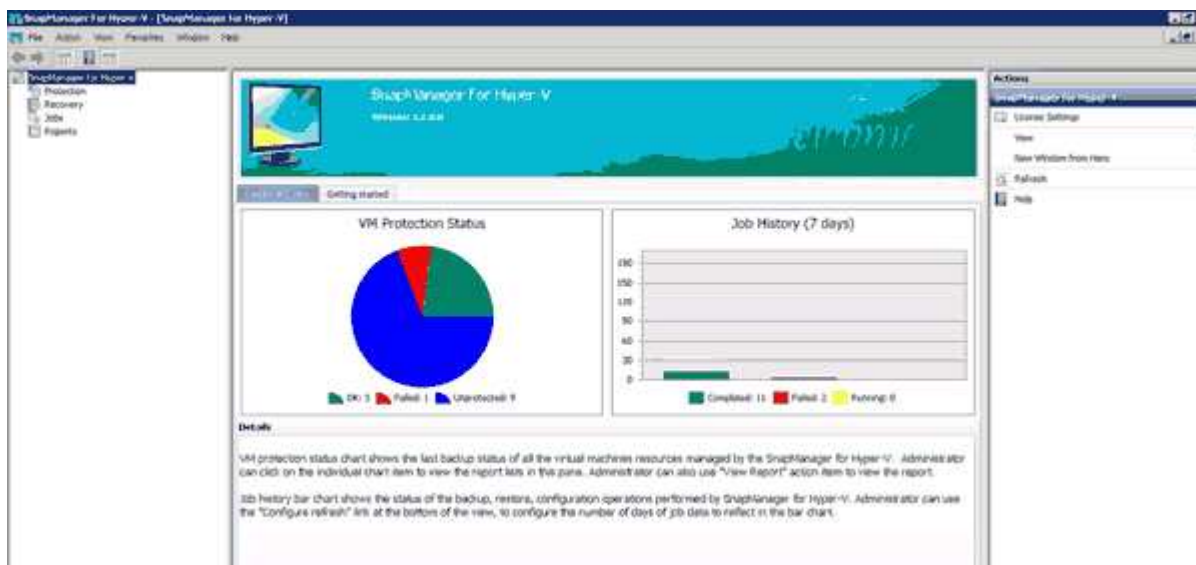 SnapManager For Hyper-V - [SnapManager for Hyper-V]
File Action View Favorites Window Help
SnapManager for Hyper-V
Protection
Recovery
Jobs
Reports
SnapManager For Hyper-V
Getting started
VM Protection Status
OK: 3 Failed: 1 Unprotected: 9
Job History (7 days)
180
150
120
90
60
30
0
Completed: 11 Failed: 2 Running: 0
Details
VM protection status chart shows the last backup status of all the virtual machines resources managed by the SnapManager for Hyper-V. Administrator
can click on the individual chart item to view the report lists in this pane. Administrator can also use "View Report" action item to view the report.
Job history bar chart shows the status of the backup, restore, configuration operations performed by SnapManager for Hyper-V. Administrator can use
the "Configure refresh" link at the bottom of the view, to configure the number of days of job data to reflect in the bar chart.
Actions
SnapManager for Hyper-V
License Settings
View
New Window from Here
Refresh
Help